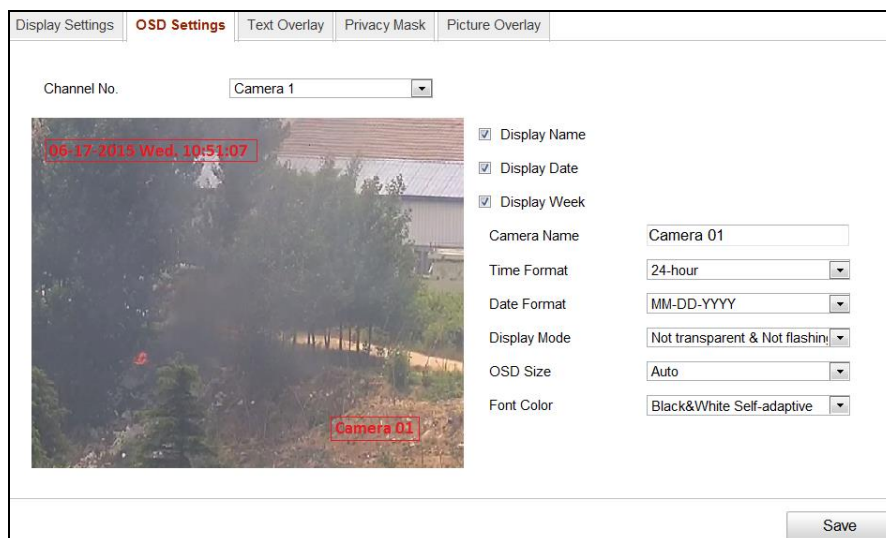 Display Settings OSD Settings Text Overlay Privacy Mask Picture Overlay
Channel No. Camera 1
06-17-2015 Wed. 10:51:07
Camera 01
Display Name
Display Date
Display Week
Camera Name Camera 01
Time Format 24-hour
Date Format MM-DD-YYYY
Display Mode Not transparent & Not flashing
OSD Size Auto
Font Color Black&White Self-adaptive
Save